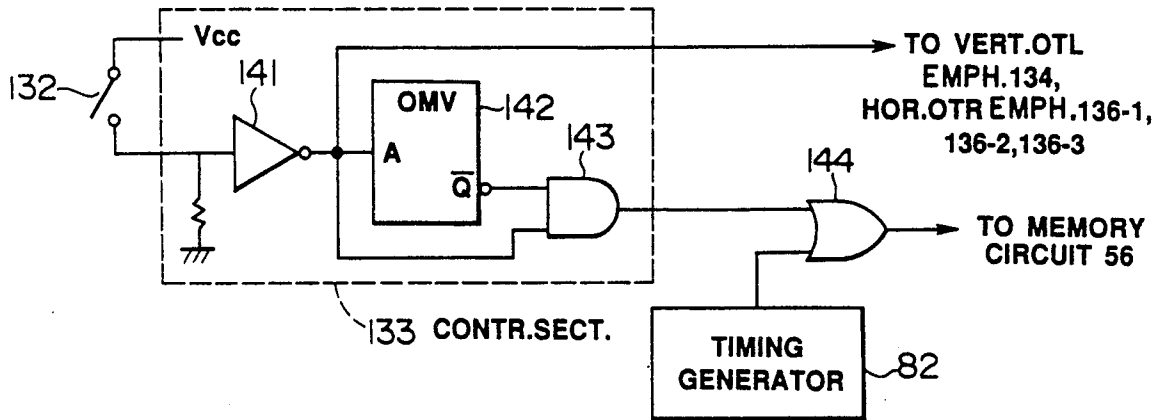 Vcc
132
141
OMV
142
A
Q
143
144
TO VERT.OTL
EMPH.134,
HOR.OTR EMPH.136-1,
136-2,136-3
TO MEMORY
CIRCUIT 56
133 CONTR.SECT.
TIMING
GENERATOR
82